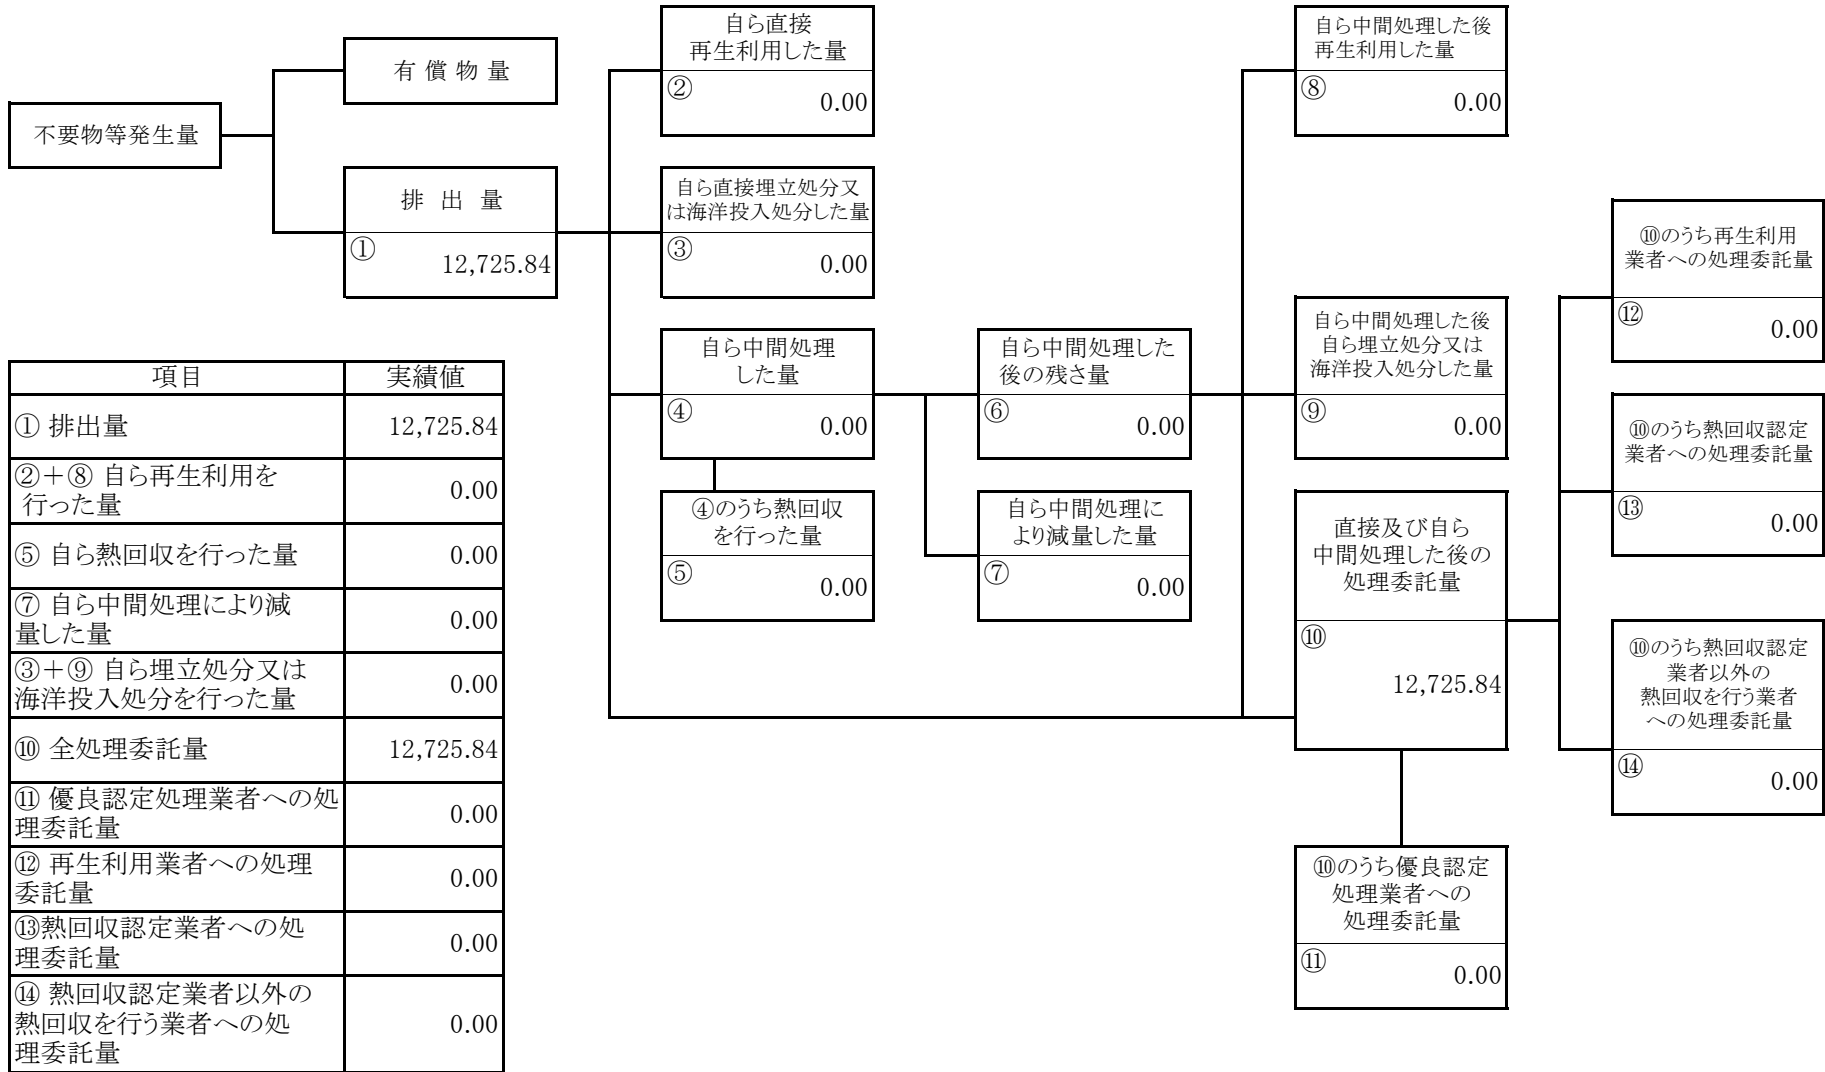 自ら直接
再生利用した量
②
0.00
自ら中間処理した後
再生利用した量
⑧
0.00
有 償 物 量
不要物等発生量
排 出 量
①
12,725.84
自ら直接埋立処分又
は海洋投入処分した量
③
0.00
⑩のうち再生利用
業者への処理委託量
⑫
0.00
自ら中間処理
した量
④
0.00
自ら中間処理した
後の残さ量
⑥
0.00
自ら中間処理した後
自ら埋立処分又は
海洋投入処分した量
⑨
0.00
⑩のうち熱回収認定
業者への処理委託量
⑬
0.00
④のうち熱回収
を行った量
⑤
0.00
自ら中間処理に
より減量した量
⑦
0.00
直接及び自ら
中間処理した後の
処理委託量
⑩
12,725.84
⑩のうち熱回収認定
業者以外の
熱回収を行う業者
への処理委託量
⑭
0.00
⑩のうち優良認定
処理業者への
処理委託量
⑪
0.00
項目 実績値
① 排出量 12,725.84
②＋⑧ 自ら再生利用を
行った量 0.00
⑤ 自ら熱回収を行った量 0.00
⑦ 自ら中間処理により減
量した量 0.00
③＋⑨ 自ら埋立処分又は
海洋投入処分を行った量 0.00
⑩ 全処理委託量 12,725.84
⑪ 優良認定処理業者への処
理委託量 0.00
⑫ 再生利用業者への処理
委託量 0.00
⑬熱回収認定業者への処
理委託量 0.00
⑭ 熱回収認定業者以外の
熱回収を行う業者への処
理委託量 0.00